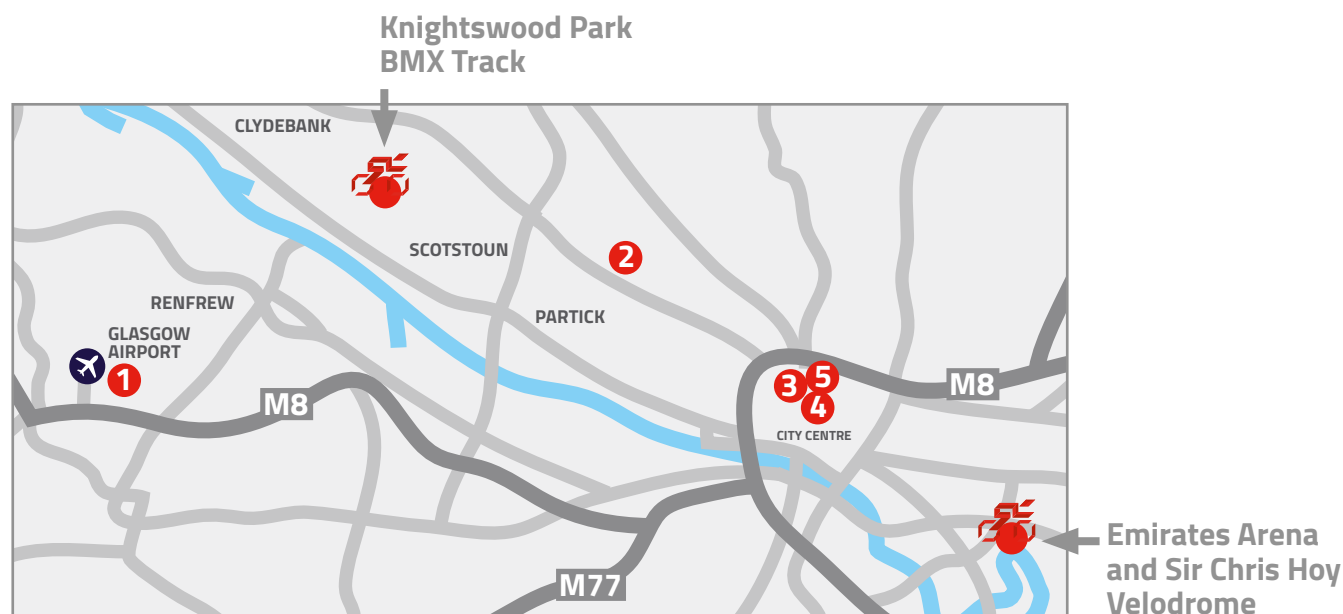 Knightswood Park
BMX Track
CLYDEBANK
SCOTSTOUN
2
RENFREW
PARTICK
GLASGOW
AIRPORT
1
M8
3
5
4
M8
CITY CENTRE
Emirates Arena
and Sir Chris Hoy
Velodrome
M77